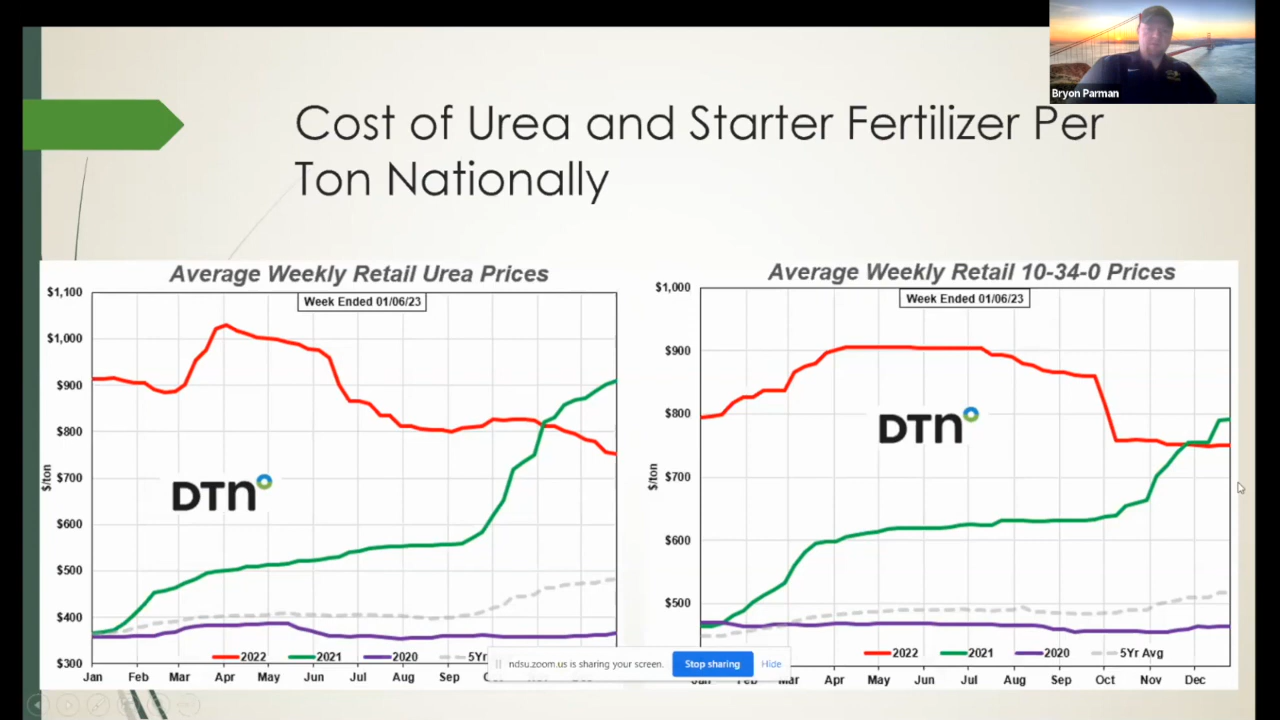 Bryon Parman
Cost of Urea and Starter Fertilizer Per
Ton Nationally
Average Weekly Retail Urea Prices
Week Ended 01/06/23
$1,100
$1,000
$900
$800
$700
$600
$500
$400
$300
$/ton
DTN
2022
2021
2020
5Yr
Jan
Feb
Mar
Apr
May
Jun
Jul
Aug
Sep
Average Weekly Retail 10-34-0 Prices
Week Ended 01/06/23
$1,000
$900
$800
$700
$600
$500
$/ton
DTN
2022
2021
2020
5Yr Avg
Mar
Apr
May
Jun
Jul
Aug
Sep
Oct
Nov
Dec
ndsu.zoom.us is sharing your screen.
Stop sharing
Hide